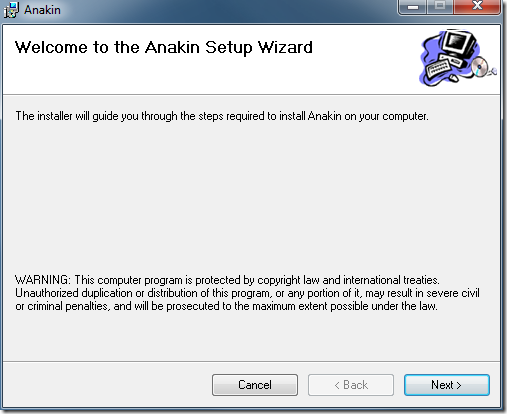 Anakin
Welcome to the Anakin Setup Wizard
The installer will guide you through the steps required to install Anakin on your computer.
WARNING: This computer program is protected by copyright law and international treaties.
Unauthorized duplication or distribution of this program, or any portion of it, may result in severe civil
or criminal penalties, and will be prosecuted to the maximum extent possible under the law.
Cancel
< Back
Next >